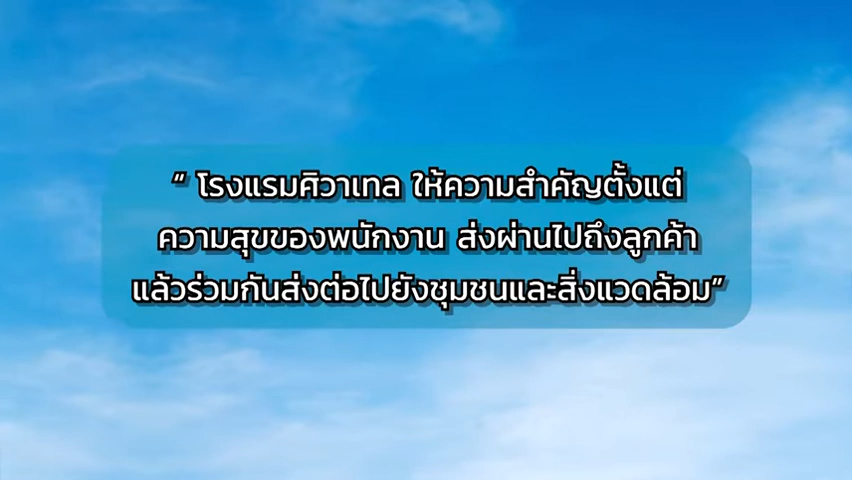 “ โรงแรมศิวาเทล ให้ความสำคัญตั้งแต่
ความสุขของพนักงาน ส่งผ่านไปถึงลูกค้า
แล้วร่วมกันส่งต่อไปยังชุมชนและสิ่งแวดล้อม”